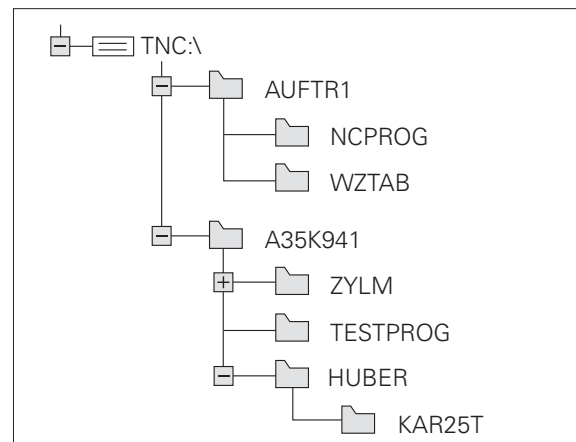 TNC:\
AUFTR1
NCPROG
WZTAB
A35K941
ZYLM
TESTPROG
HUBER
KAR25T